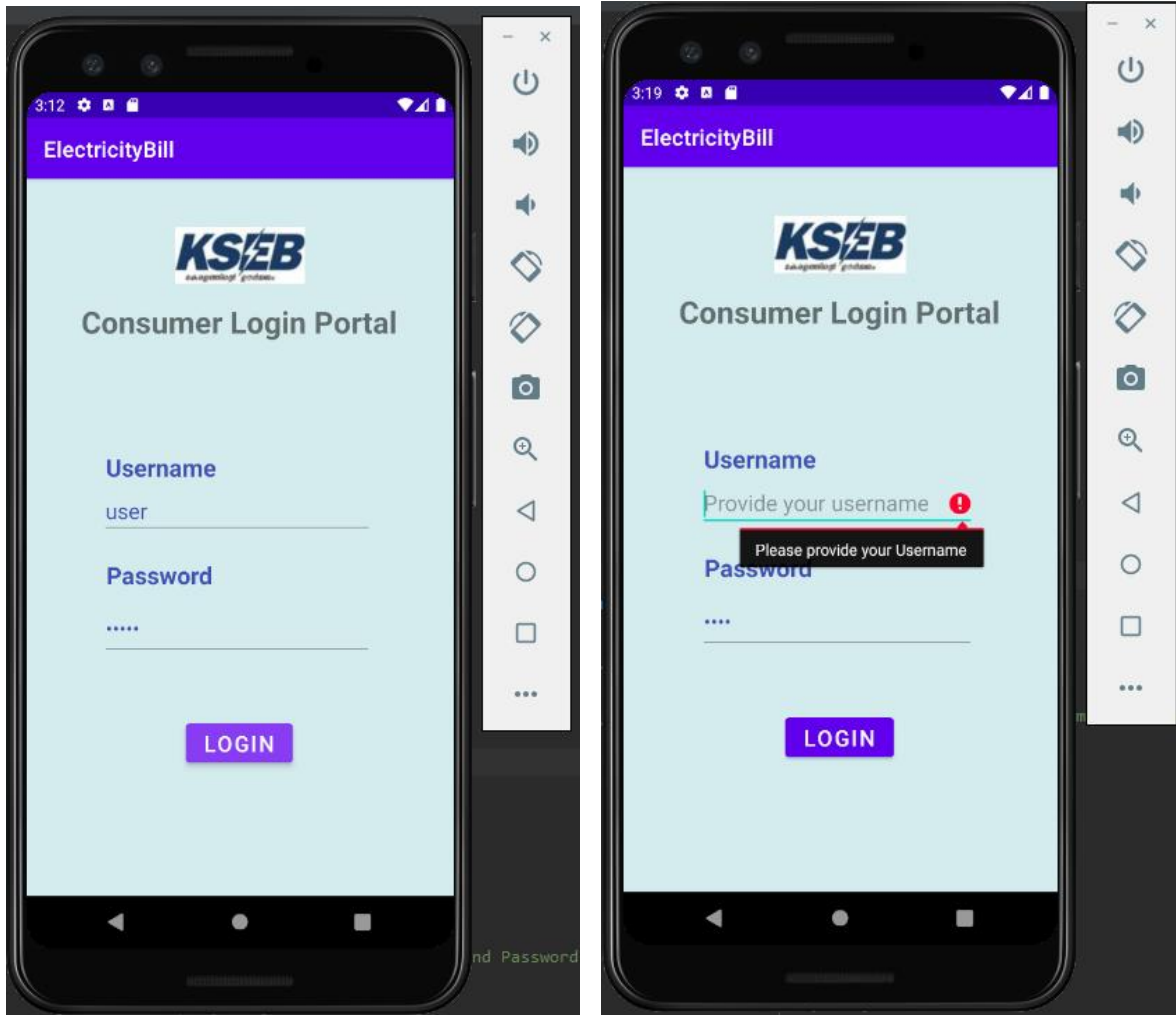 3:12
ElectricityBill
KSEB
Consumer Login Portal
Username
user
Password
•••••
LOGIN
nd Password
3:19
ElectricityBill
KSEB
Consumer Login Portal
Username
Provide your username
Please provide your Username
Password
••••
LOGIN
m